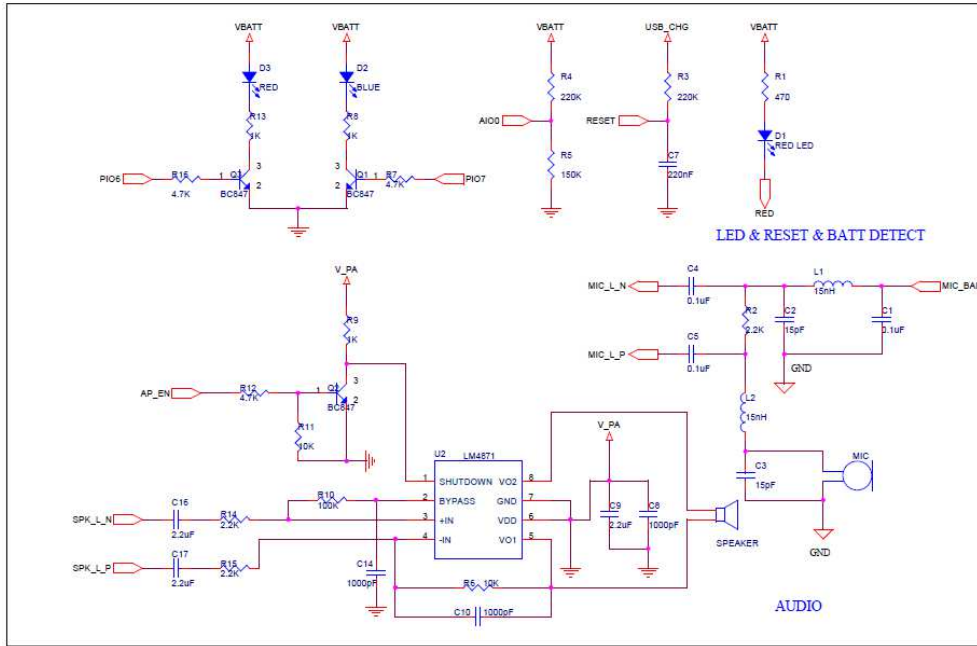 VBATT VBATT VBATT USB_CHG VBATT
D3 D2
RED BLUE
R4 R3 R1
220K 220K 470
R13 R8
1K 1K
AIO0 RESET
D1
RED LED
3 3
R5 C7
150K 220nF
PIO6 R16 1 Q3 Q1 1 R7 PIO7
4.7K 2 2 4.7K
BC847 BC847
RED
LED & RESET & BATT DETECT
V_PA
C4 L1
MIC_L_N 15nH
0.1uF
R9
1K
R2 C2 C1
2.2K 15pF 0.1uF
C5
MIC_L_P
0.1uF
GND
3
AP_EN R12 1 Q2
4.7K 2
BC847
L2
15nH
R11
10K
V_PA
U2 LM4871
MIC
C3
15pF
1 SHUTDOWN VO2 8
R10
100K
2 BYPASS GND 7
C16
C9 C8
SPK_L_N R14 3 +IN VDD 6
2.2uF 2.2K
2.2uF 1000pF
4 -IN VO1 5
C17
SPEAKER
GND
SPK_L_P R15
2.2uF 2.2K
C14
1000pF
R6 10K
C10 1000pF
AUDIO